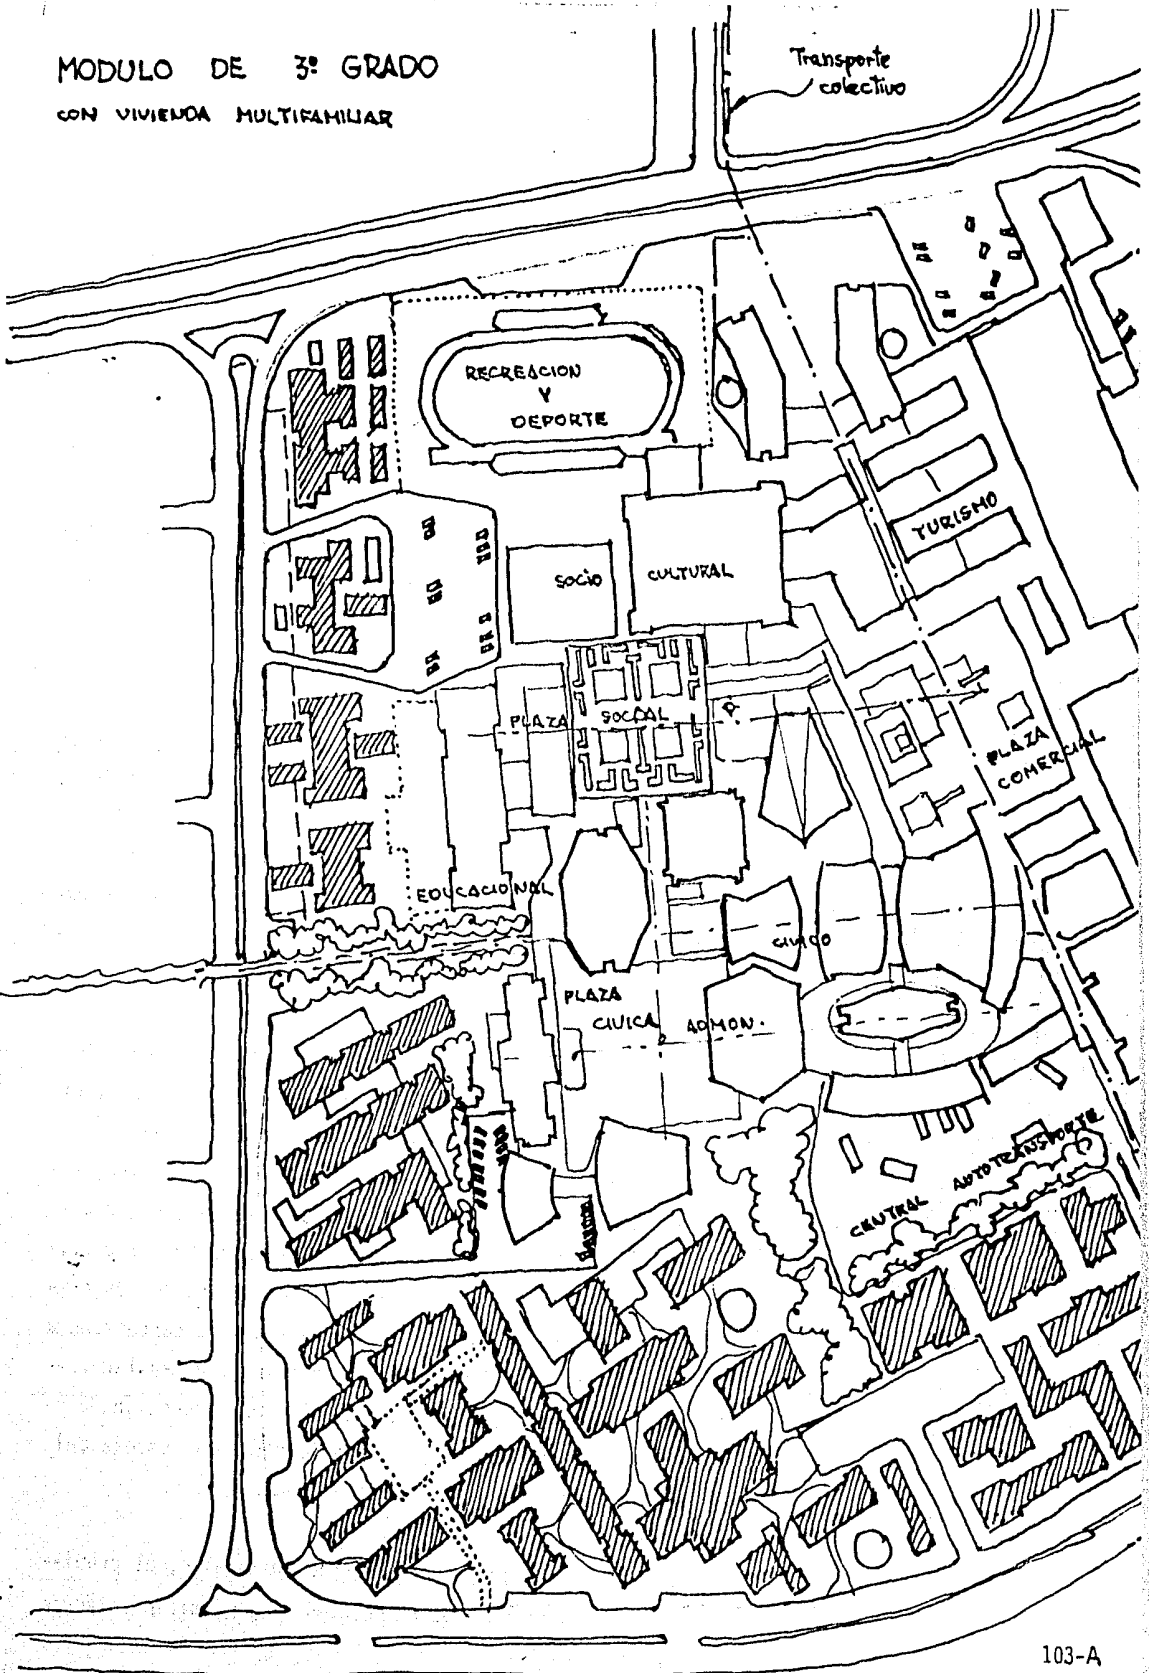 MODULO DE 3º GRADO
CON VIVIENDA MULTIFAMILIAR
Transporte
colectivo
RECREACION
Y
DEPORTE
TURISMO
SOCIO
CULTURAL
PLAZA
SOCIAL
PLAZA
COMERCIAL
EDUCACIONAL
CIVICO
PLAZA
CIVICA
ADMON.
CENTRAL AUTOTRANSPORTE
103-A